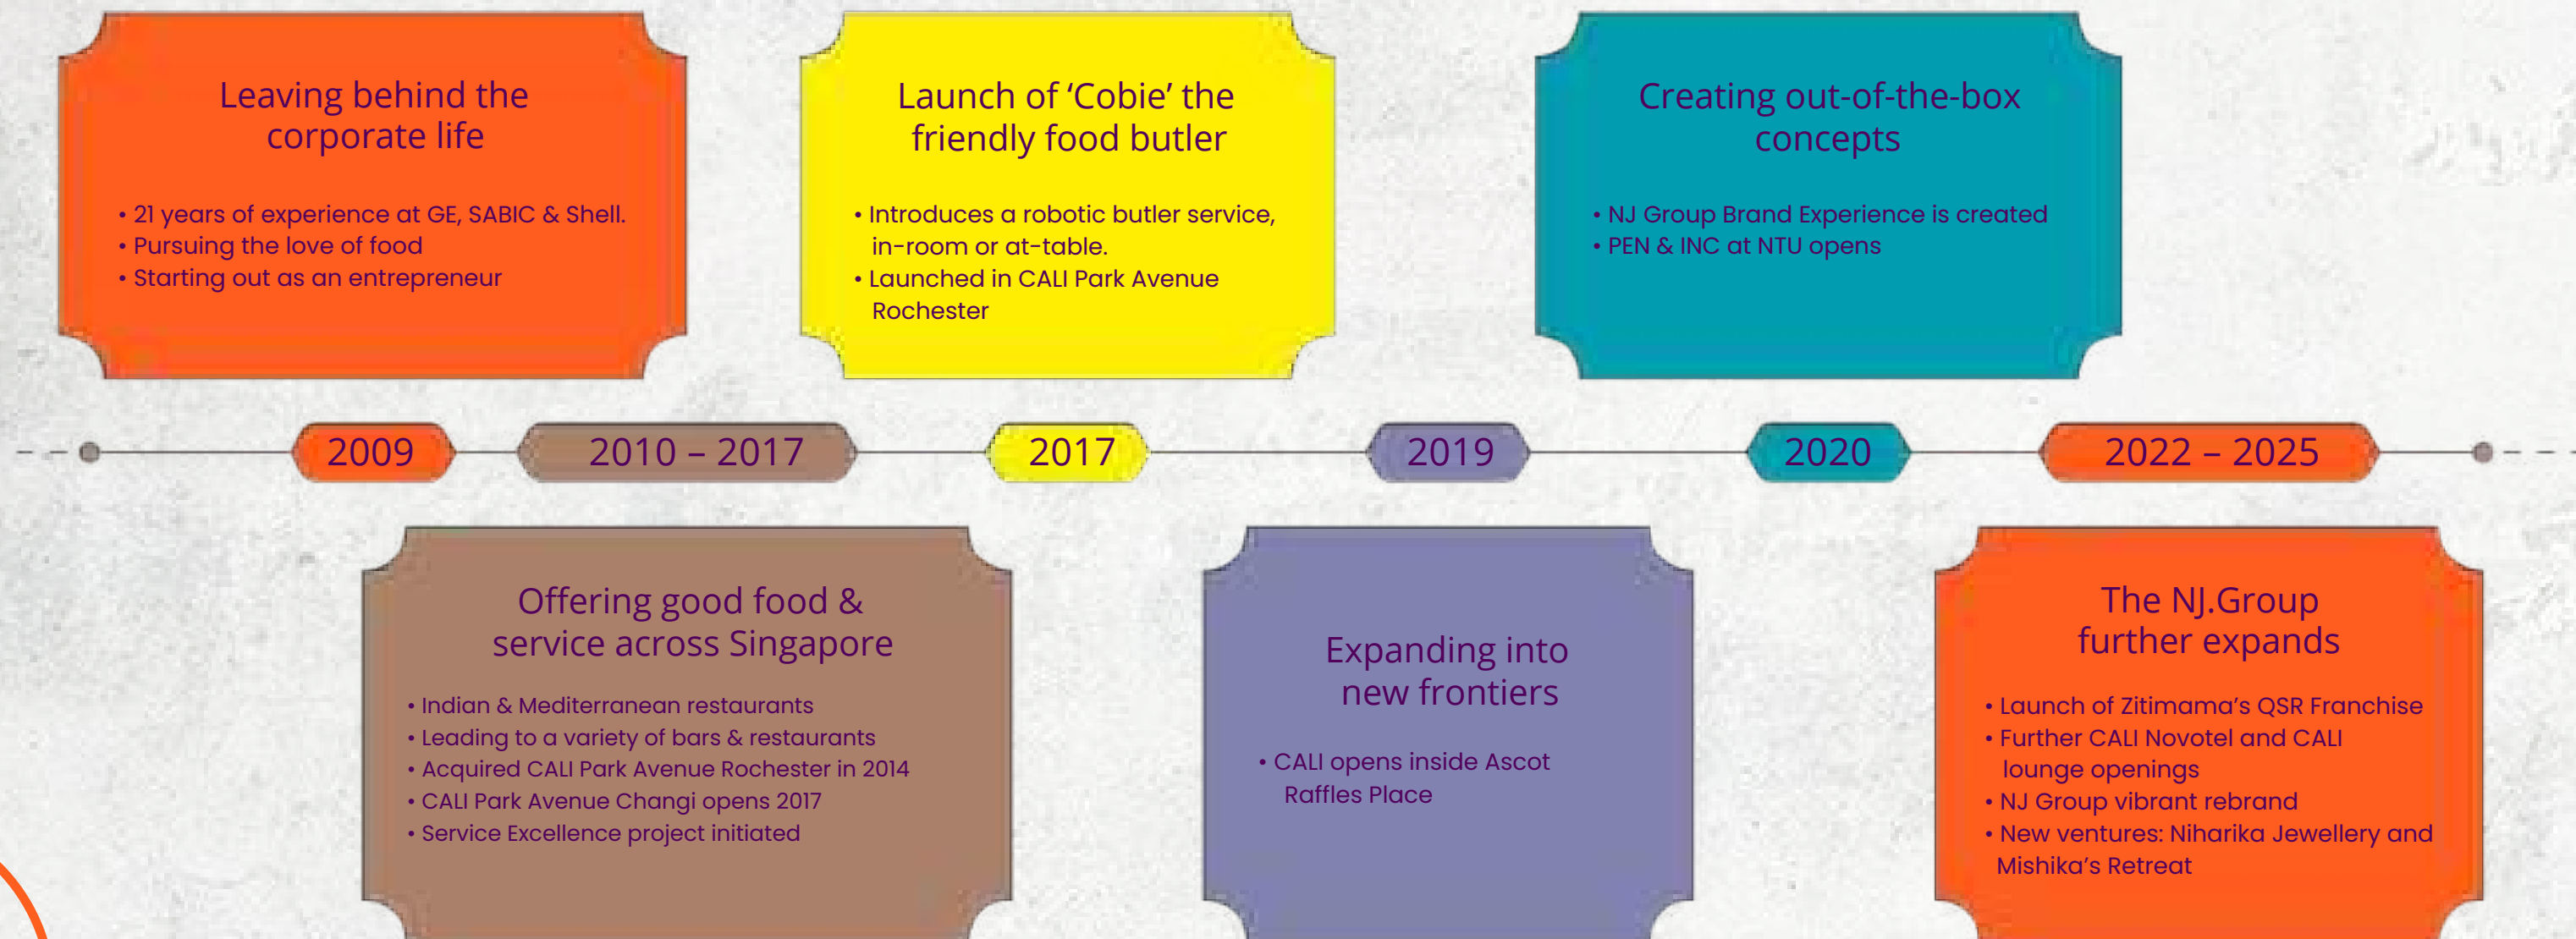 Leaving behind the
corporate life
• 21 years of experience at GE, SABIC & Shell.
• Pursuing the love of food
• Starting out as an entrepreneur
Launch of ‘Cobie’ the
friendly food butler
• Introduces a robotic butler service,
in-room or at-table.
• Launched in CALI Park Avenue
Rochester
Creating out-of-the-box
concepts
• NJ Group Brand Experience is created
• PEN & INC at NTU opens
2009
2010 – 2017
2017
2019
2020
2022 – 2025
Offering good food &
service across Singapore
• Indian & Mediterranean restaurants
• Leading to a variety of bars & restaurants
• Acquired CALI Park Avenue Rochester in 2014
• CALI Park Avenue Changi opens 2017
• Service Excellence project initiated
Expanding into
new frontiers
• CALI opens inside Ascot
Raffles Place
The NJ.Group
further expands
• Launch of Zitimama’s QSR Franchise
• Further CALI Novotel and CALI
lounge openings
• NJ Group vibrant rebrand
• New ventures: Niharika Jewellery and
Mishika’s Retreat